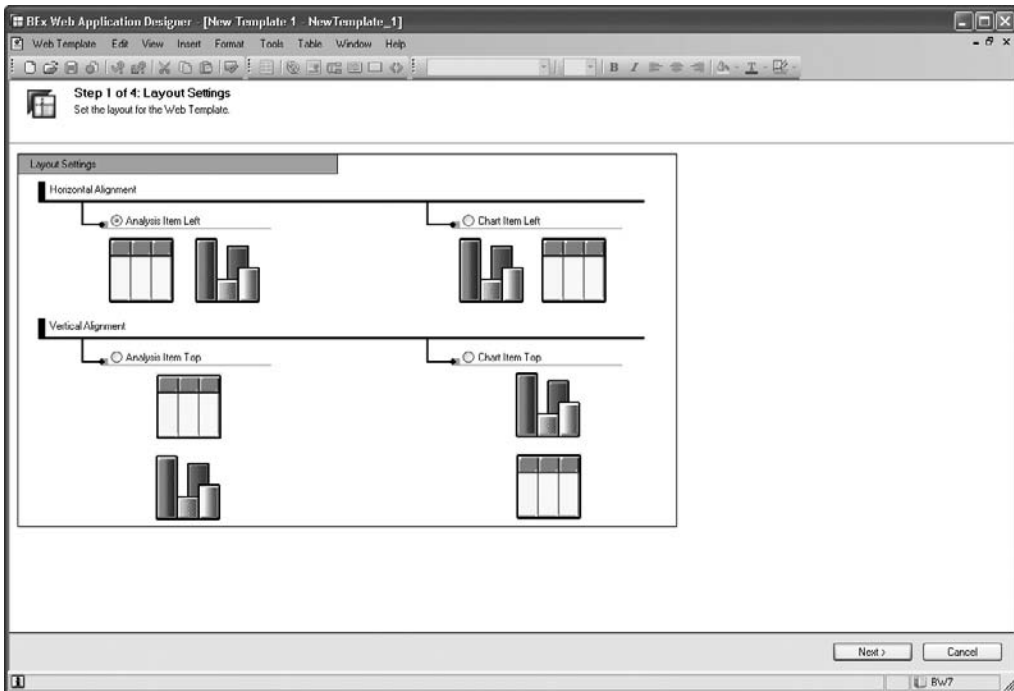 BEx Web Application Designer - [New Template 1 - NewTemplate_1]
Web Template Edit View Insert Format Tools Table Window Help
B I T
Step 1 of 4: Layout Settings
Set the layout for the Web Template.
Layout Settings
Horizontal Alignment
Analysis Item Left Chart Item Left
Vertical Alignment
Analysis Item Top Chart Item Top
Next > Cancel
BW7